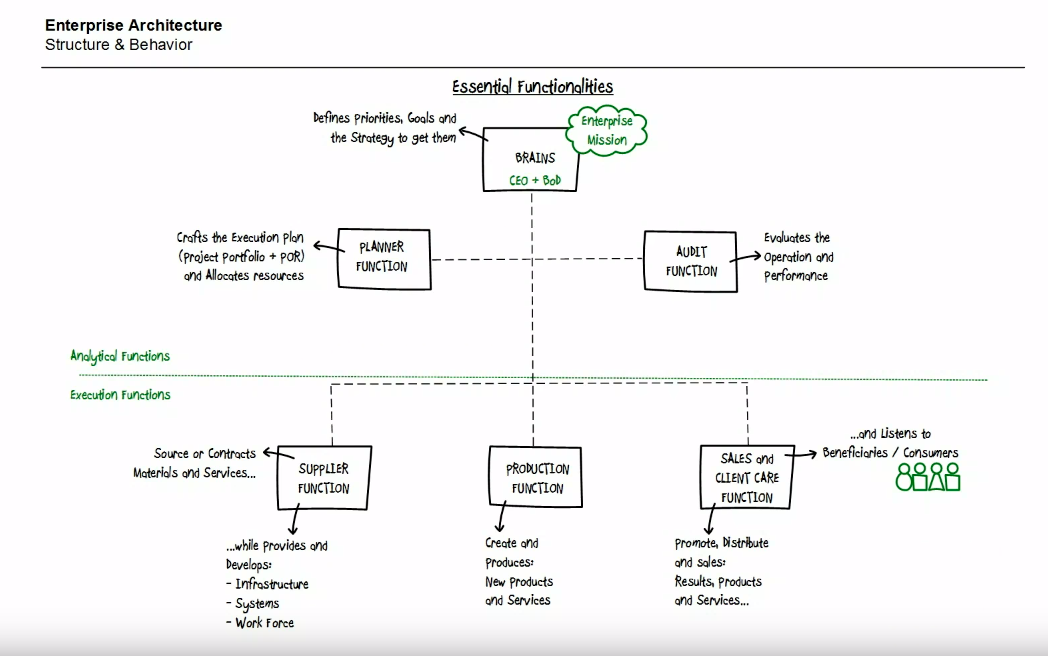 Enterprise Architecture
Structure & Behavior
Essential Functionalities
Defines Priorities, Goals and
the Strategy to get them
Enterprise
Mission
BRAINS
CEO + BoD
Crafts the Execution Plan
(Project Portfolio + POR)
and Allocates resources
PLANNER
FUNCTION
AUDIT
FUNCTION
Evaluates the
Operation and
Performance
Analytical Functions
Execution Functions
Source or Contracts
Materials and Services...
SUPPLIER
FUNCTION
...while Provides and
Develops:
- Infrastructure
- Systems
- Work Force
PRODUCTION
FUNCTION
Create and
Produces:
New Products
and Services
SALES and
CLIENT CARE
FUNCTION
...and Listens to
Beneficiaries / Consumers
Promote, Distribute
and sales:
Results, Products
and Services...